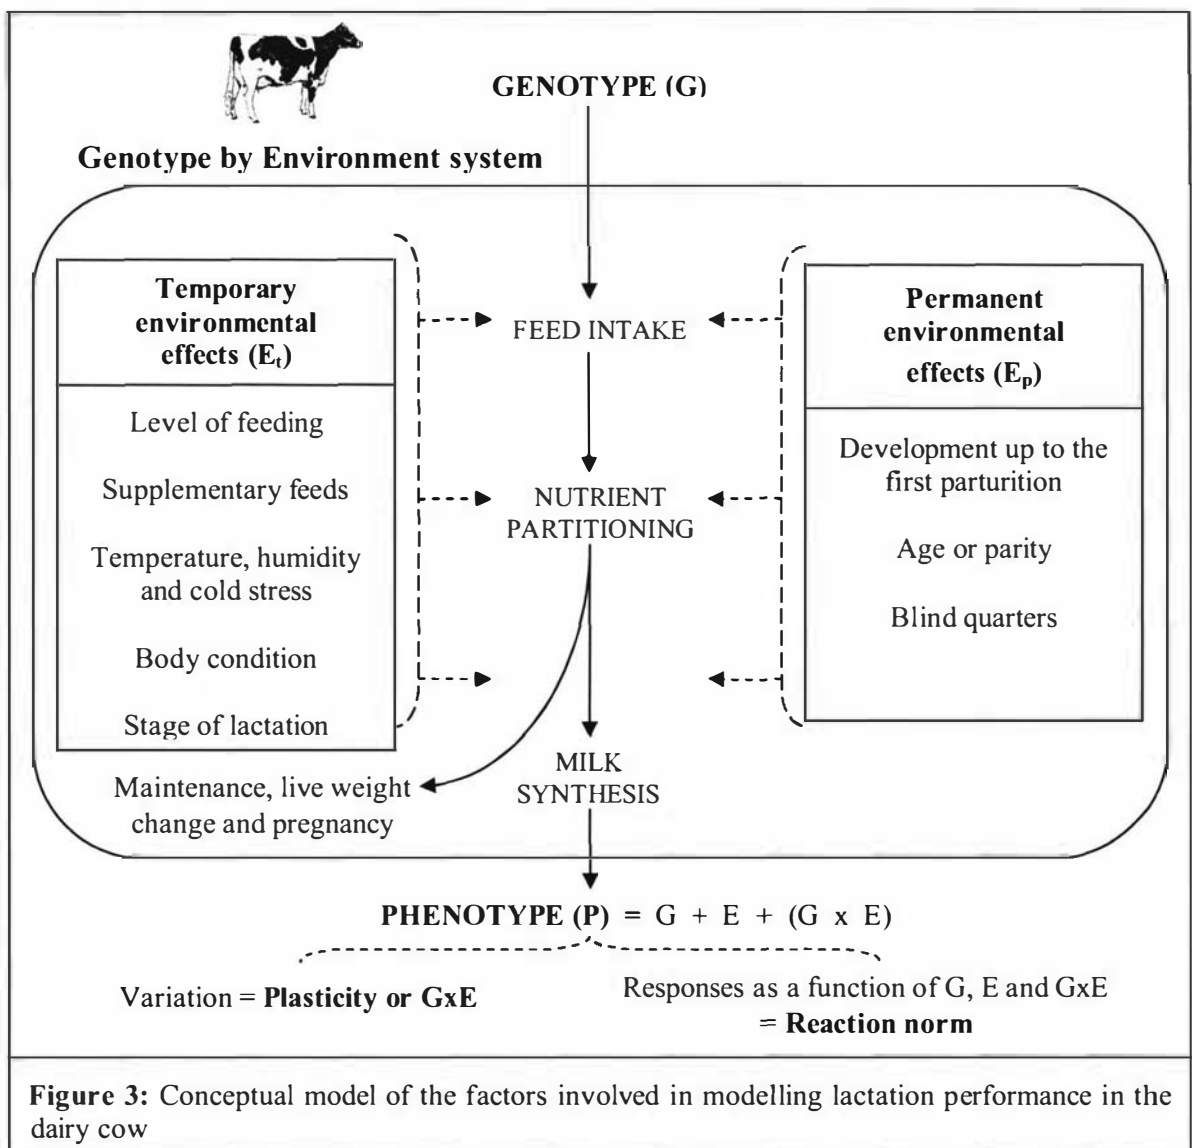 GENOTYPE (G)
Genotype by Environment system
Temporary
environmental
effects (Eₜ)
Level of feeding
Supplementary feeds
Temperature, humidity
and cold stress
Body condition
Stage of lactation
FEED INTAKE
NUTRIENT
PARTITIONING
Permanent
environmental
effects (Eₚ)
Development up to the
first parturition
Age or parity
Blind quarters
Maintenance, live weight
change and pregnancy
MILK
SYNTHESIS
PHENOTYPE (P) = G + E + (G x E)
Variation = Plasticity or GxE
Responses as a function of G, E and GxE
= Reaction norm
Figure 3: Conceptual model of the factors involved in modelling lactation performance in the
dairy cow